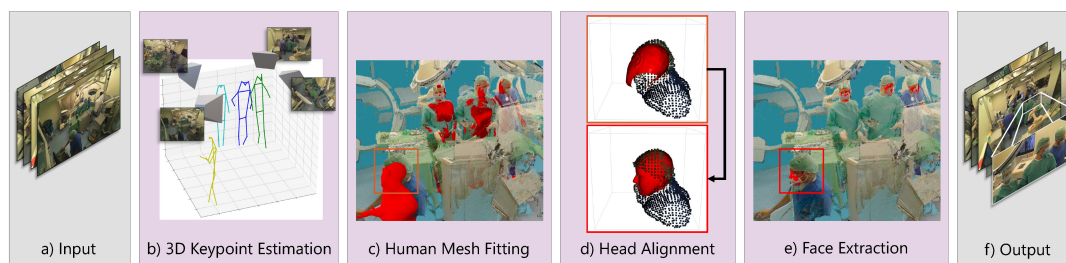 a) Input
b) 3D Keypoint Estimation
c) Human Mesh Fitting
d) Head Alignment
e) Face Extraction
f) Output